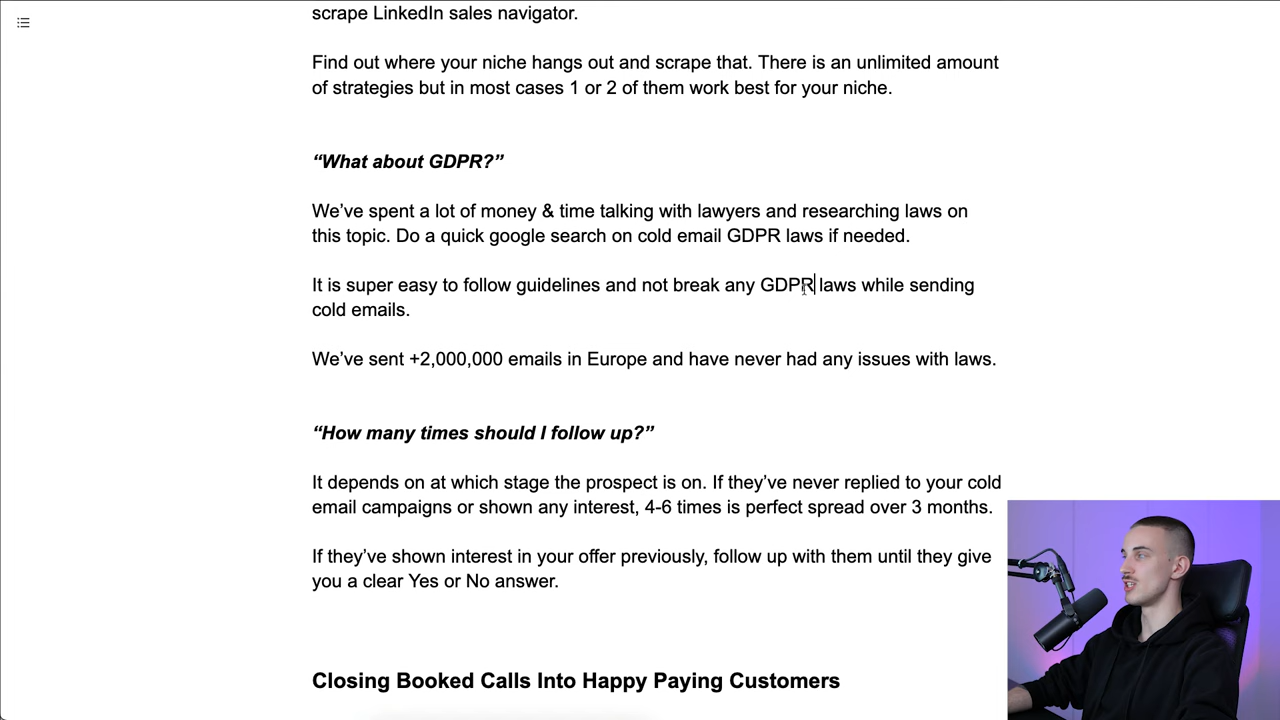 scrape LinkedIn sales navigator.
Find out where your niche hangs out and scrape that. There is an unlimited amount
of strategies but in most cases 1 or 2 of them work best for your niche.
“What about GDPR?”
We’ve spent a lot of money & time talking with lawyers and researching laws on
this topic. Do a quick google search on cold email GDPR laws if needed.
It is super easy to follow guidelines and not break any GDPR laws while sending
cold emails.
We’ve sent +2,000,000 emails in Europe and have never had any issues with laws.
“How many times should I follow up?”
It depends on at which stage the prospect is on. If they’ve never replied to your cold
email campaigns or shown any interest, 4-6 times is perfect spread over 3 months.
If they’ve shown interest in your offer previously, follow up with them until they give
you a clear Yes or No answer.
Closing Booked Calls Into Happy Paying Customers